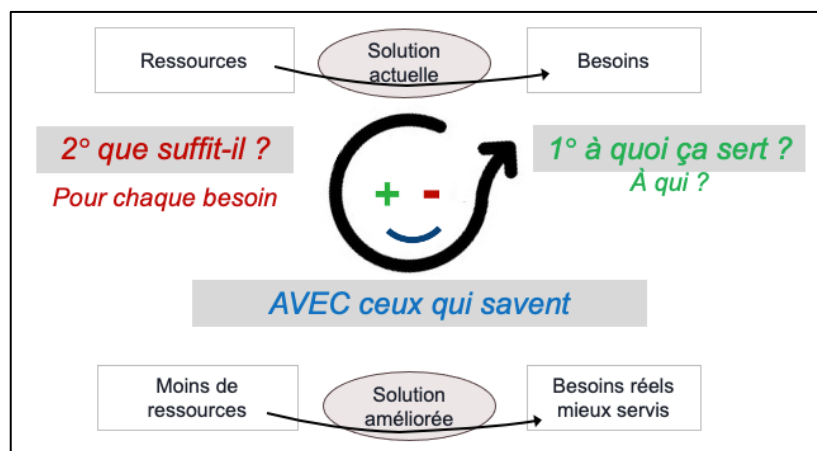 Ressources
Solution
actuelle
Besoins
2° que suffit-il ?
Pour chaque besoin
1° à quoi ça sert ?
À qui ?
+ -
AVEC ceux qui savent
Moins de
ressources
Solution
améliorée
Besoins réels
mieux servis